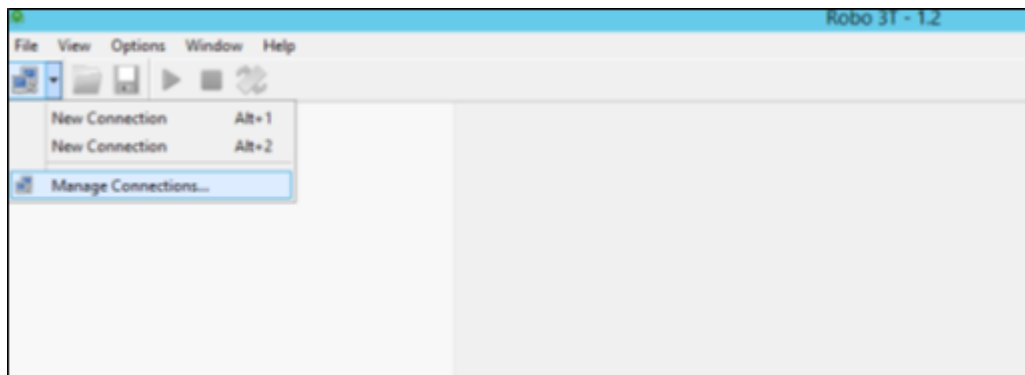 Robo 3T - 1.2
File View Options Window Help
New Connection Alt+1
New Connection Alt+2
Manage Connections...